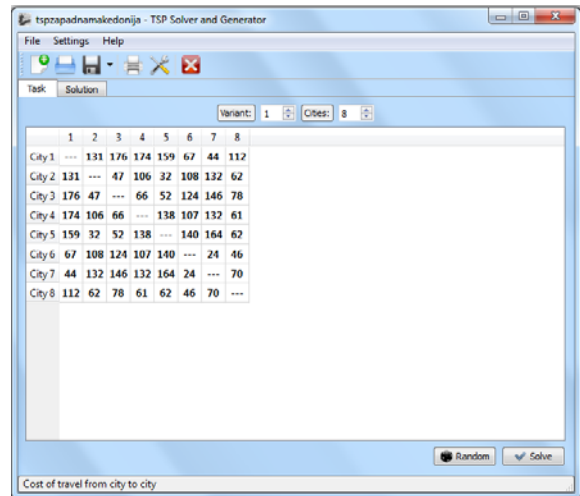 tspzapadnamakedonija - TSP Solver and Generator
File Settings Help
Task Solution
Variant: 1 Cities: 8
1 2 3 4 5 6 7 8
City 1 --- 131 176 174 159 67 44 112
City 2 131 --- 47 106 32 108 132 62
City 3 176 47 --- 66 52 124 146 78
City 4 174 106 66 --- 138 107 132 61
City 5 159 32 52 138 --- 140 164 62
City 6 67 108 124 107 140 --- 24 46
City 7 44 132 146 132 164 24 --- 70
City 8 112 62 78 61 62 46 70 ---
Random Solve
Cost of travel from city to city